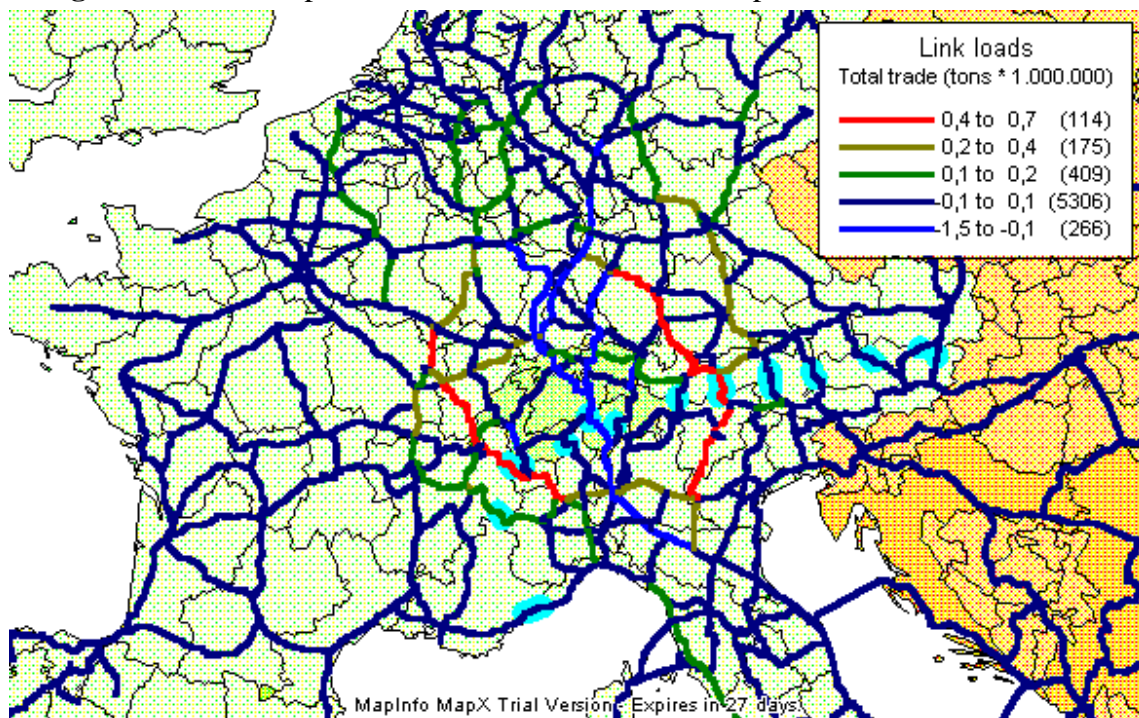 Link loads
Total trade (tons * 1.000.000)
0,4 to 0,7 (114)
0,2 to 0,4 (175)
0,1 to 0,2 (409)
-0,1 to 0,1 (5306)
-1,5 to -0,1 (266)
MapInfo MapX Trial Version - Expires in 27 days.